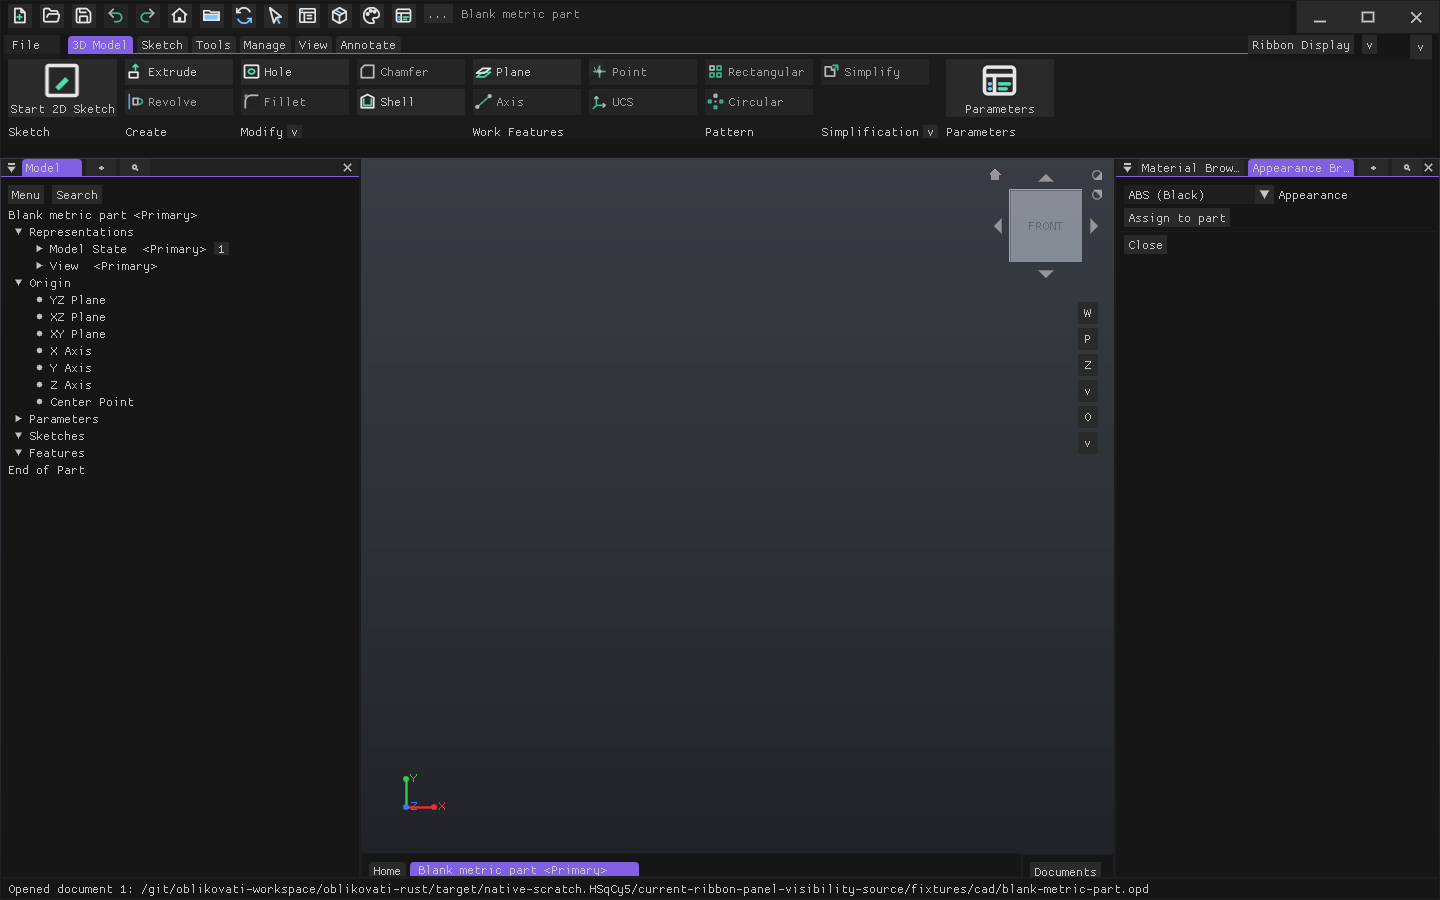 ... Blank metric part
File 3D Model Sketch Tools Manage View Annotate Ribbon Display v v
Start 2D Sketch
Extrude Hole Chamfer Plane Point Rectangular Simplify
Revolve Fillet Shell Axis UCS Circular Parameters
Sketch Create Modify v Work Features Pattern Simplification v Parameters
Model
Menu Search
Blank metric part <Primary>
Representations
Model State <Primary> 1
View <Primary>
Origin
YZ Plane
XZ Plane
XY Plane
X Axis
Y Axis
Z Axis
Center Point
Parameters
Sketches
Features
End of Part
FRONT
W
P
Z
v
O
v
Y
Z X
Material Brow… Appearance Br…
ABS (Black) Appearance
Assign to part
Close
Home Blank metric part <Primary> Documents
Opened document 1: /git/oblikovati-workspace/oblikovati-rust/target/native-scratch.HSqCy5/current-ribbon-panel-visibility-source/fixtures/cad/blank-metric-part.opd